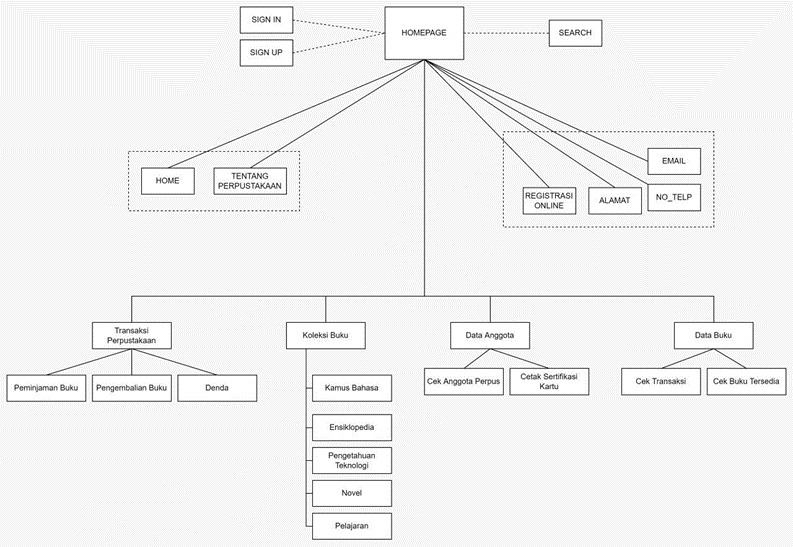 SIGN IN
HOMEPAGE
SEARCH
SIGN UP
HOME
TENTANG
PERPUSTAKAAN
EMAIL
REGISTRASI
ONLINE
ALAMAT
NO_TELP
Transaksi
Perpustakaan
Koleksi Buku
Data Anggota
Data Buku
Peminjaman Buku
Pengembalian Buku
Denda
Kamus Bahasa
Ensiklopedia
Pengetahuan
Teknologi
Novel
Pelajaran
Cek Anggota Perpus
Cetak Sertifikasi
Kartu
Cek Transaksi
Cek Buku Tersedia